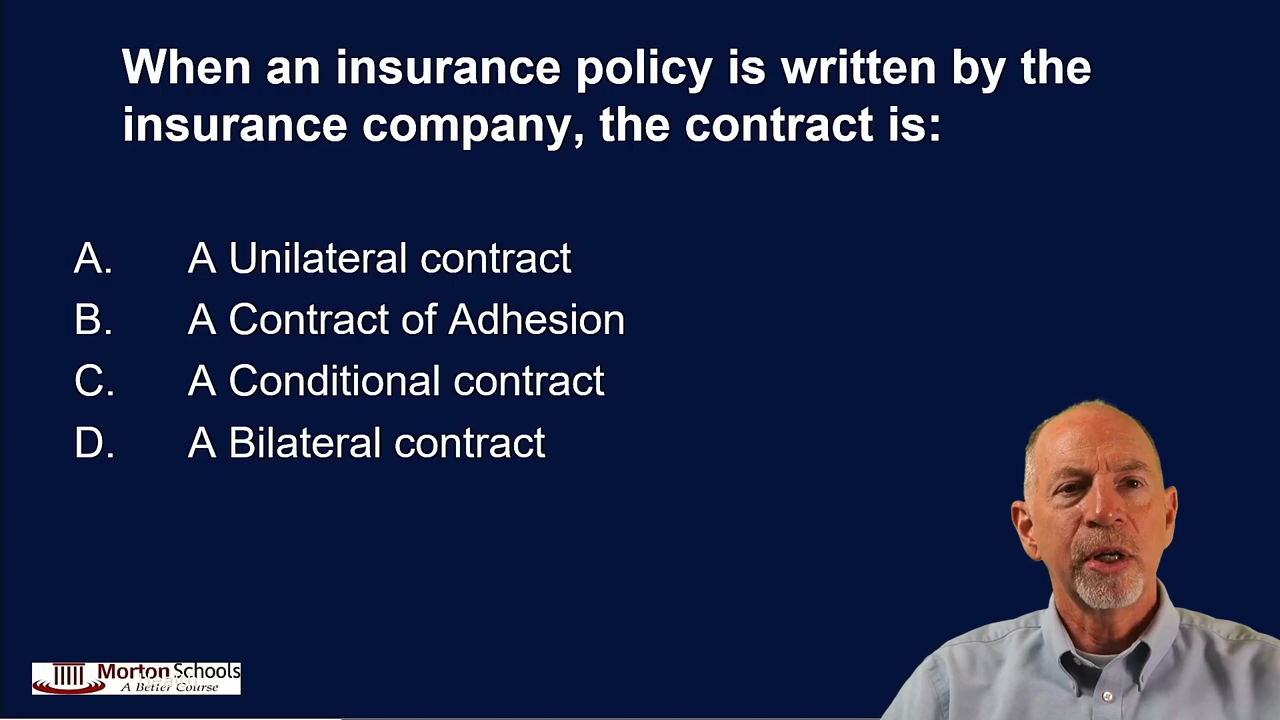 When an insurance policy is written by the
insurance company, the contract is:
A. A Unilateral contract
B. A Contract of Adhesion
C. A Conditional contract
D. A Bilateral contract
Morton Schools
A Better Course